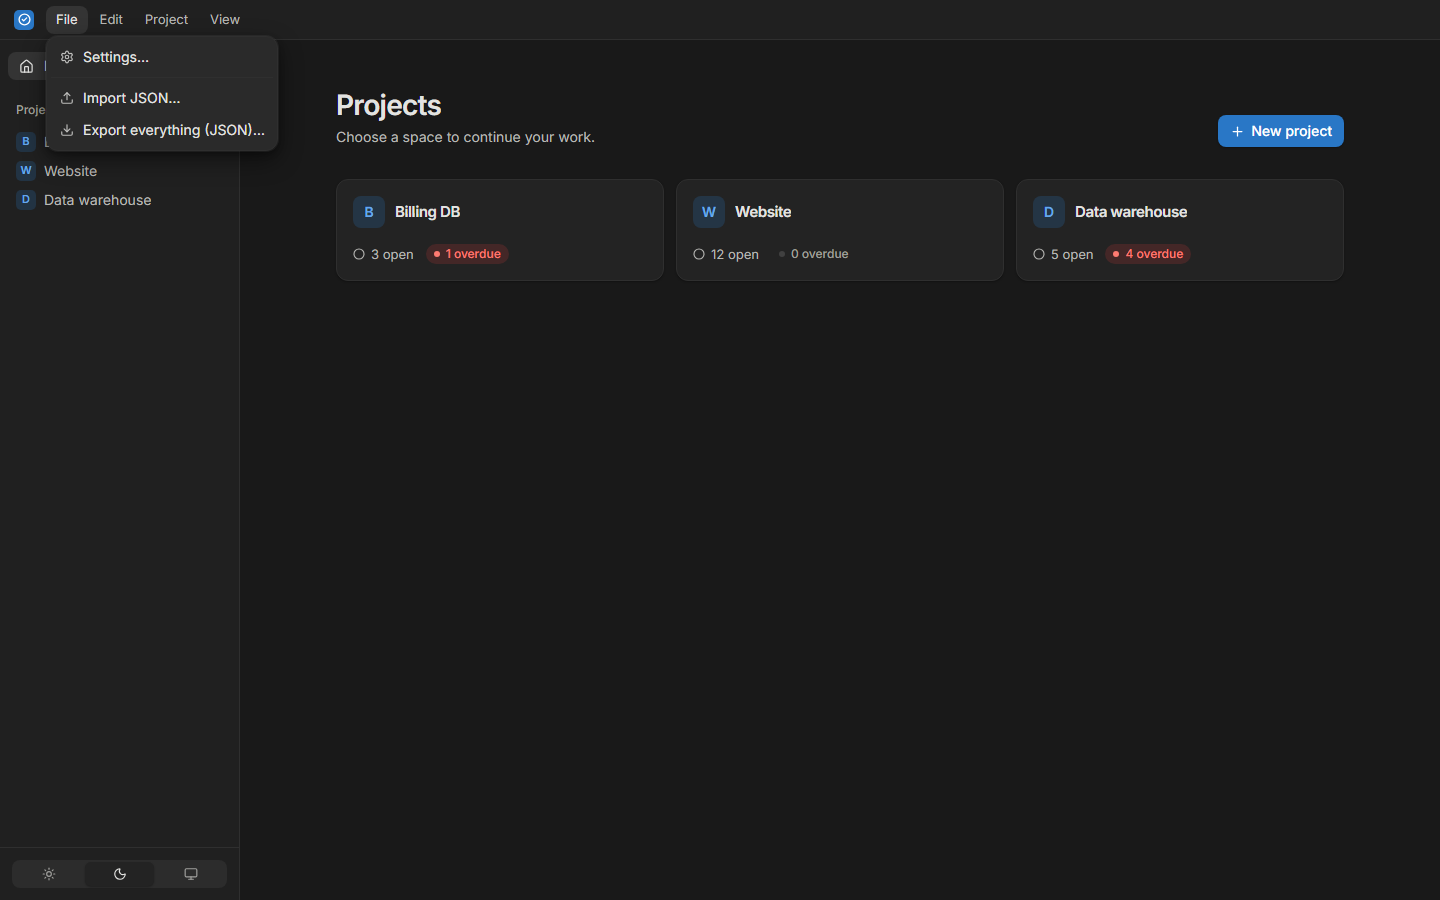 File Edit Project View
Settings...
Import JSON...
Export everything (JSON)...
B
W Website
D Data warehouse
Projects
Choose a space to continue your work.
New project
B Billing DB
3 open 1 overdue
W Website
12 open 0 overdue
D Data warehouse
5 open 4 overdue